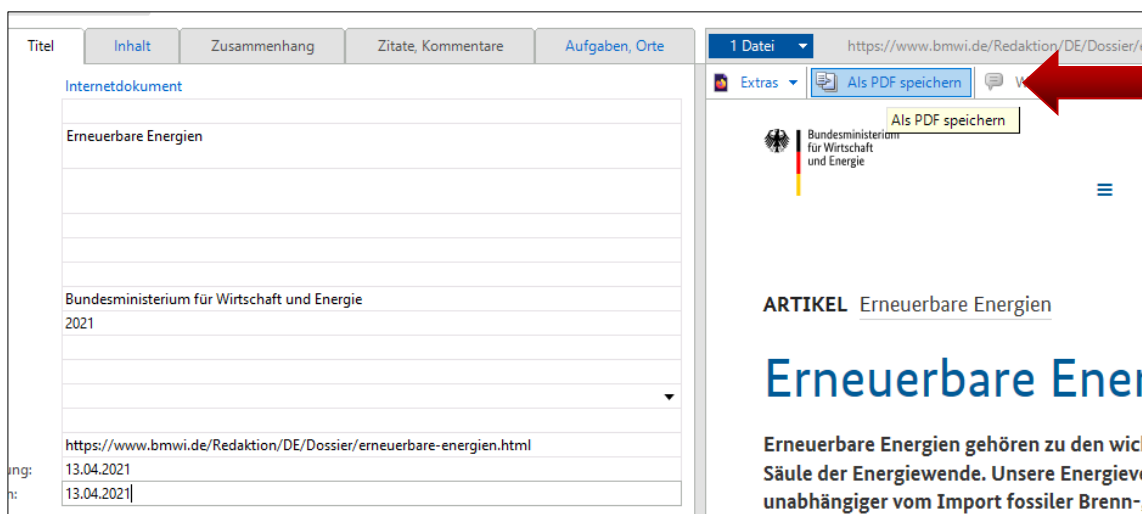 Titel Inhalt Zusammenhang Zitate, Kommentare Aufgaben, Orte
Internetdokument
Erneuerbare Energien
Bundesministerium für Wirtschaft und Energie
2021
https://www.bmwi.de/Redaktion/DE/Dossier/erneuerbare-energien.html
13.04.2021
13.04.2021
1 Datei https://www.bmwi.de/Redaktion/DE/Dossier/
Extras Als PDF speichern
Als PDF speichern
Bundesministerium
für Wirtschaft
und Energie
ARTIKEL Erneuerbare Energien
Erneuerbare Ener
Erneuerbare Energien gehören zu den wic
Säule der Energiewende. Unsere Energiev
unabhängiger vom Import fossiler Brenn-